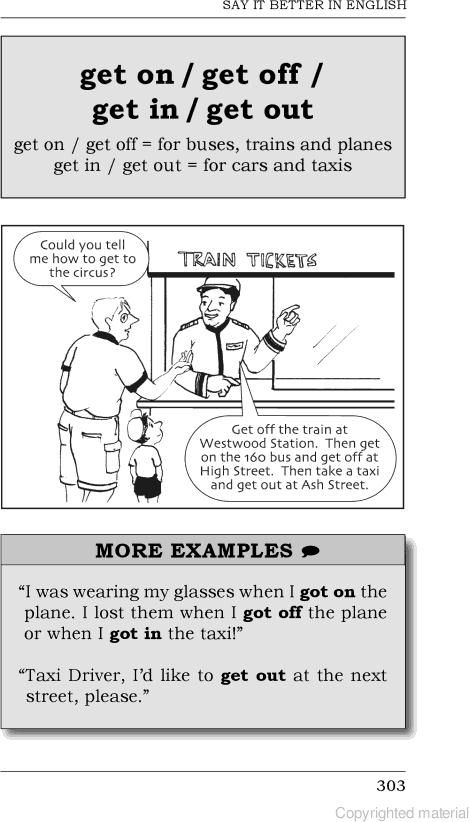 SAY IT BETTER IN ENGLISH
get on / get off /
get in / get out
get on / get off = for buses, trains and planes
get in / get out = for cars and taxis
Could you tell
me how to get to
the circus?
TRAIN TICKETS
Get off the train at
Westwood Station. Then get
on the 160 bus and get off at
High Street. Then take a taxi
and get out at Ash Street.
MORE EXAMPLES
“I was wearing my glasses when I got on the
plane. I lost them when I got off the plane
or when I got in the taxi!”
“Taxi Driver, I’d like to get out at the next
street, please.”
303
Copyrighted material